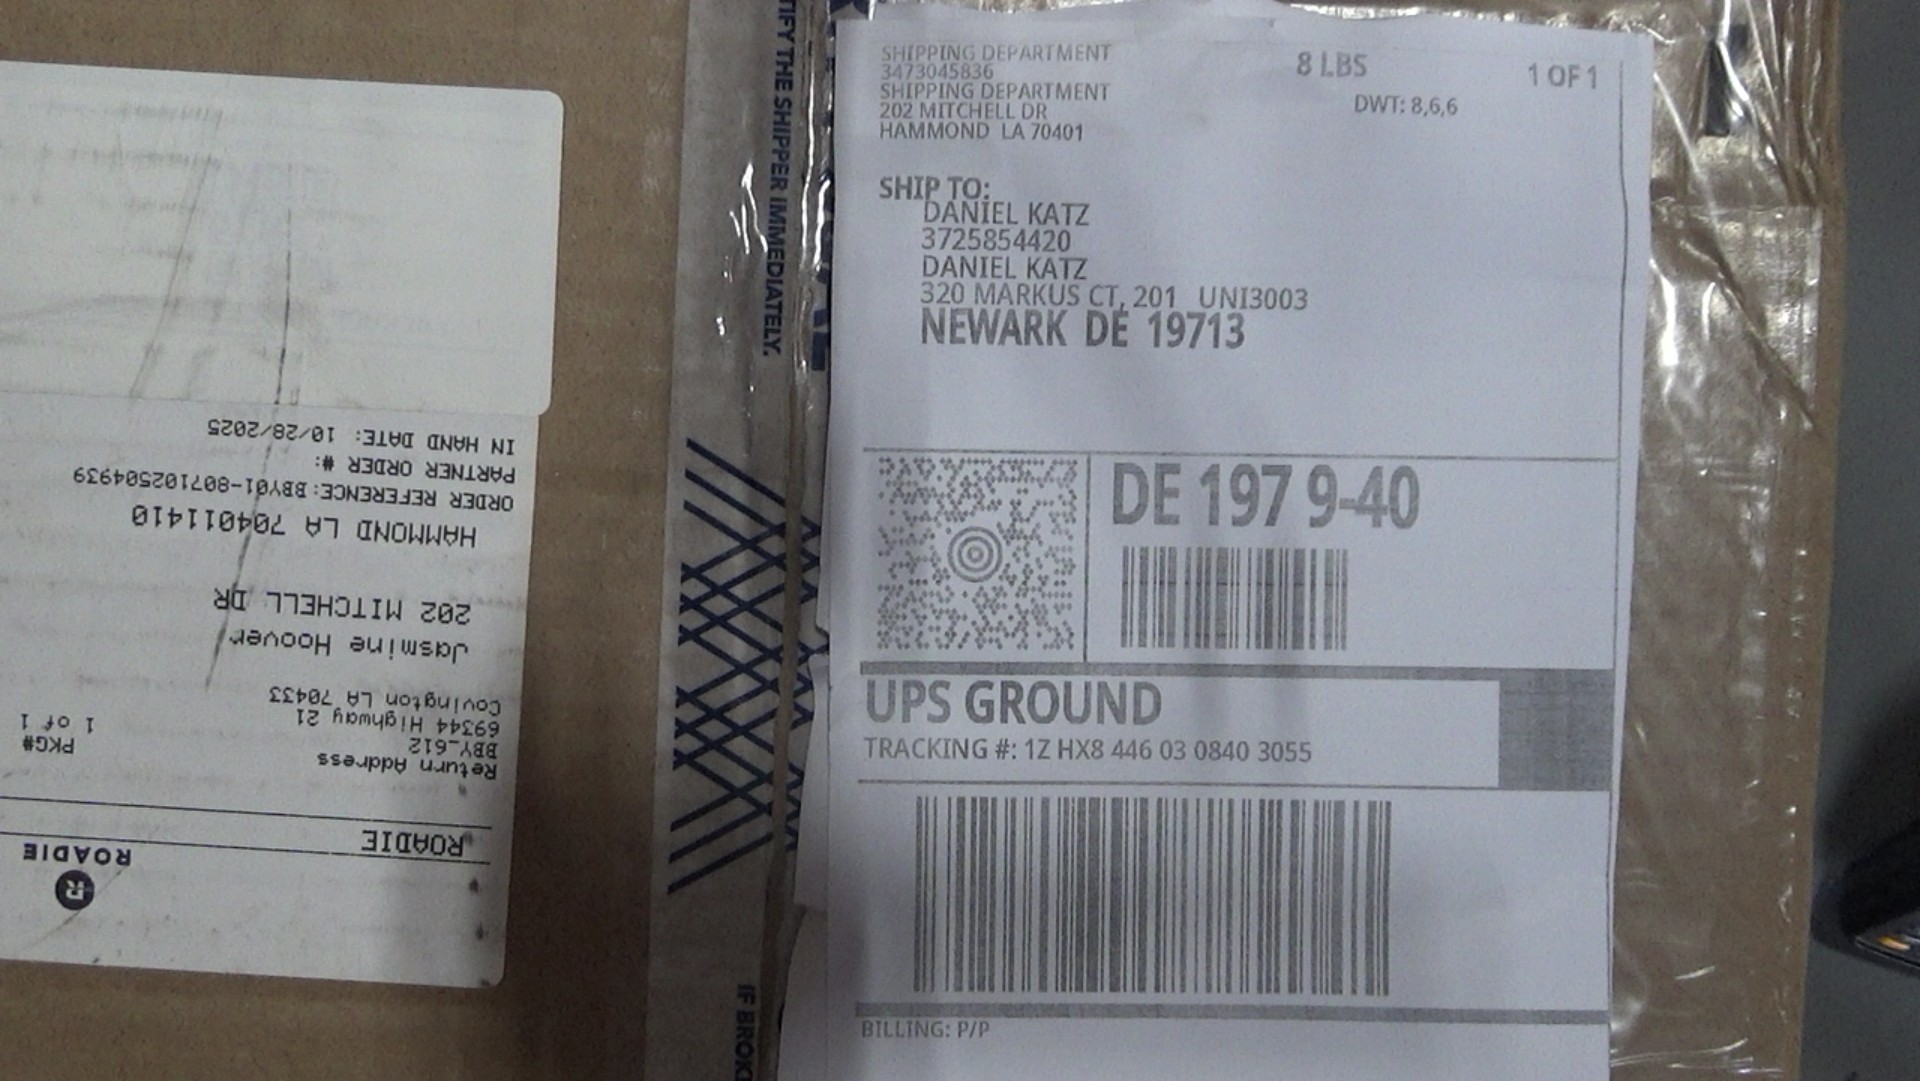 SHIPPING DEPARTMENT
3473045836
SHIPPING DEPARTMENT
202 MITCHELL DR
HAMMOND LA 70401
8 LBS
1 OF 1
DWT: 8,6,6
SHIP TO:
DANIEL KATZ
3725854420
DANIEL KATZ
320 MARKUS CT, 201 UNI3003
NEWARK DE 19713
DE 197 9-40
UPS GROUND
TRACKING #: 1Z HX8 446 03 0840 3055
BILLING: P/P
TIFY THE SHIPPER IMMEDIATELY.
IF BROK
ROADIE
ROADIE
Return Address
BBY_612
69344 Highway 21
Covington LA 70433
PKG#
1 of 1
Jasmine Hoover
202 MITCHELL DR
HAMMOND LA 704011410
ORDER REFERENCE: BBY01-807102504939
PARTNER ORDER #:
IN HAND DATE: 10/28/2025